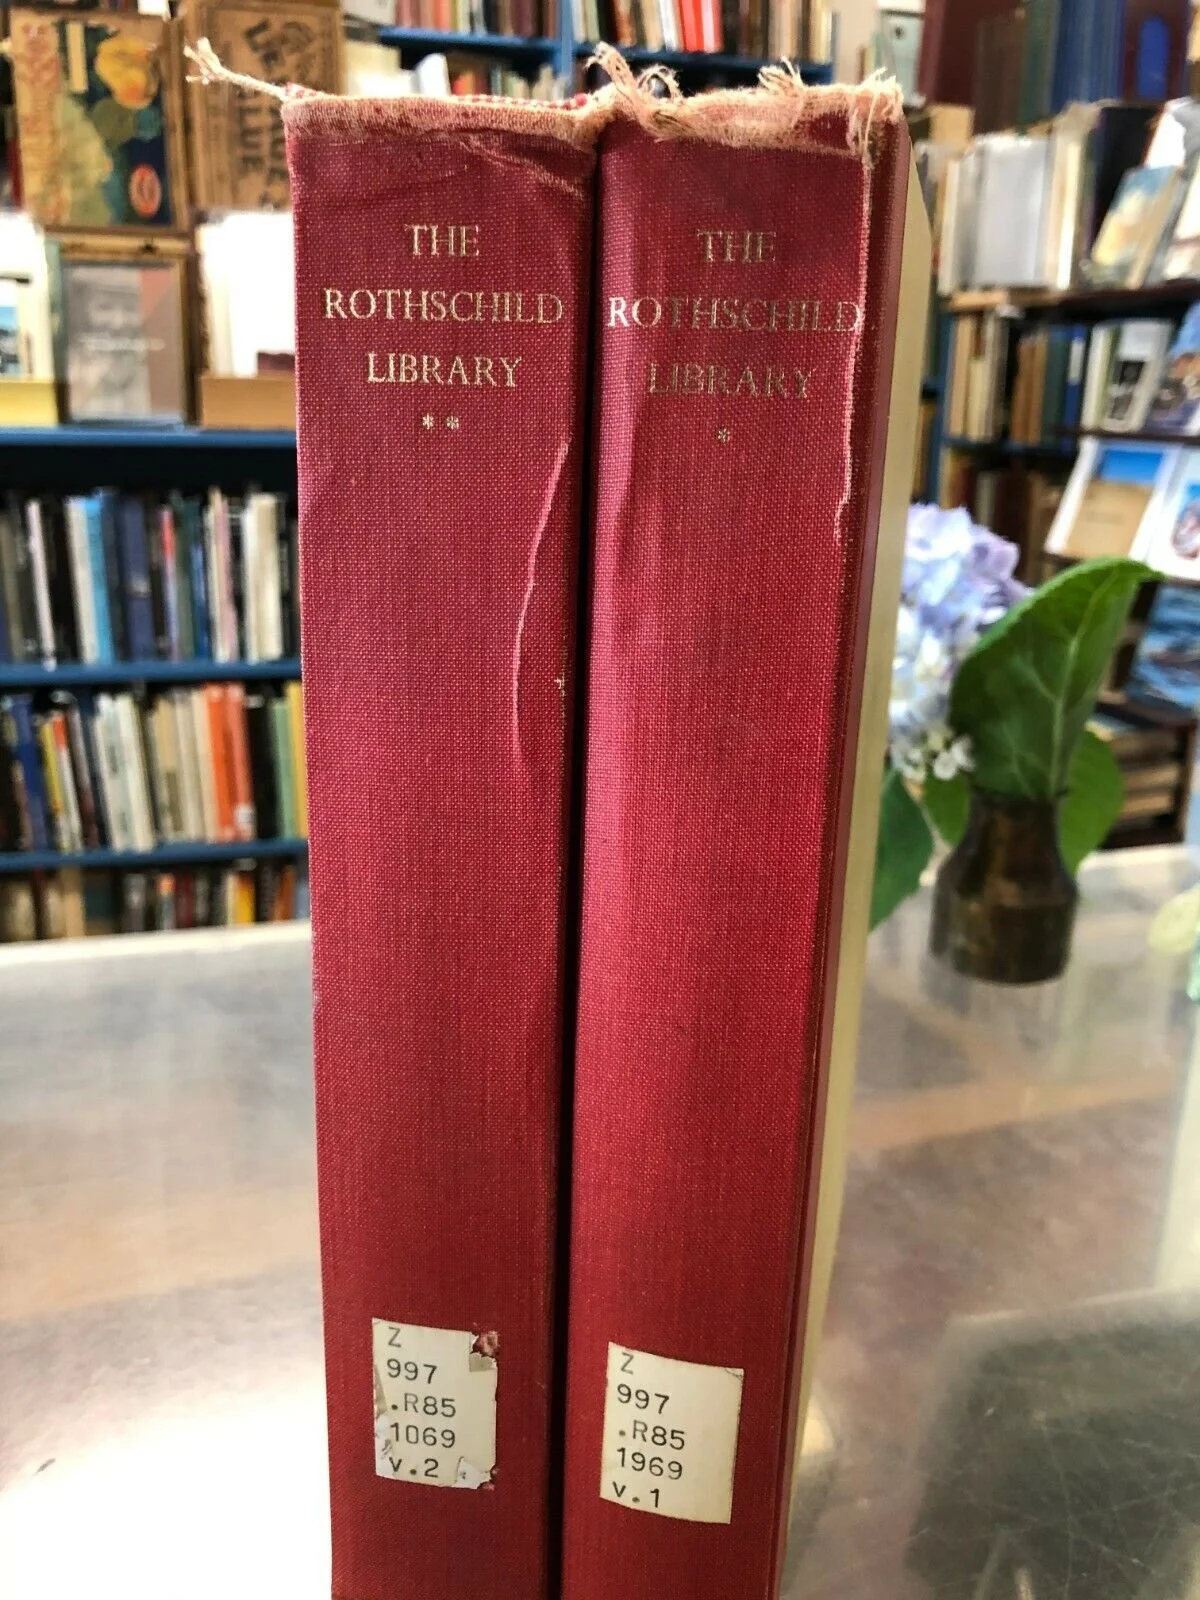 THE
ROTHSCHILD
LIBRARY
* *
Z
997
.R85
1069
v.2
THE
ROTHSCHILD
LIBRARY
*
Z
997
.R85
1969
v.1